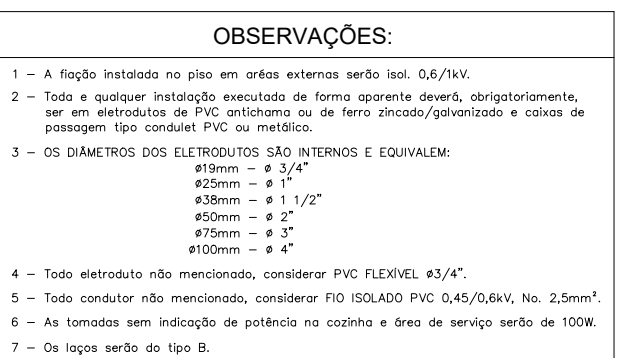 OBSERVAÇÕES:
1 – A fiação instalada no piso em aréas externas serão isol. 0,6/1kV.
2 – Toda e qualquer instalação executada de forma aparente deverá, obrigatoriamente,
ser em eletrodutos de PVC antichama ou de ferro zincado/galvanizado e caixas de
passagem tipo condulet PVC ou metálico.
3 – OS DIÂMETROS DOS ELETRODUTOS SÃO INTERNOS E EQUIVALEM:
ø19mm – ø 3/4"
ø25mm – ø 1"
ø38mm – ø 1 1/2"
ø50mm – ø 2"
ø75mm – ø 3"
ø100mm – ø 4"
4 – Todo eletroduto não mencionado, considerar PVC FLEXÍVEL ø3/4".
5 – Todo condutor não mencionado, considerar FIO ISOLADO PVC 0,45/0,6kV, No. 2,5mm².
6 – As tomadas sem indicação de potência na cozinha e área de serviço serão de 100W.
7 – Os laços serão do tipo B.